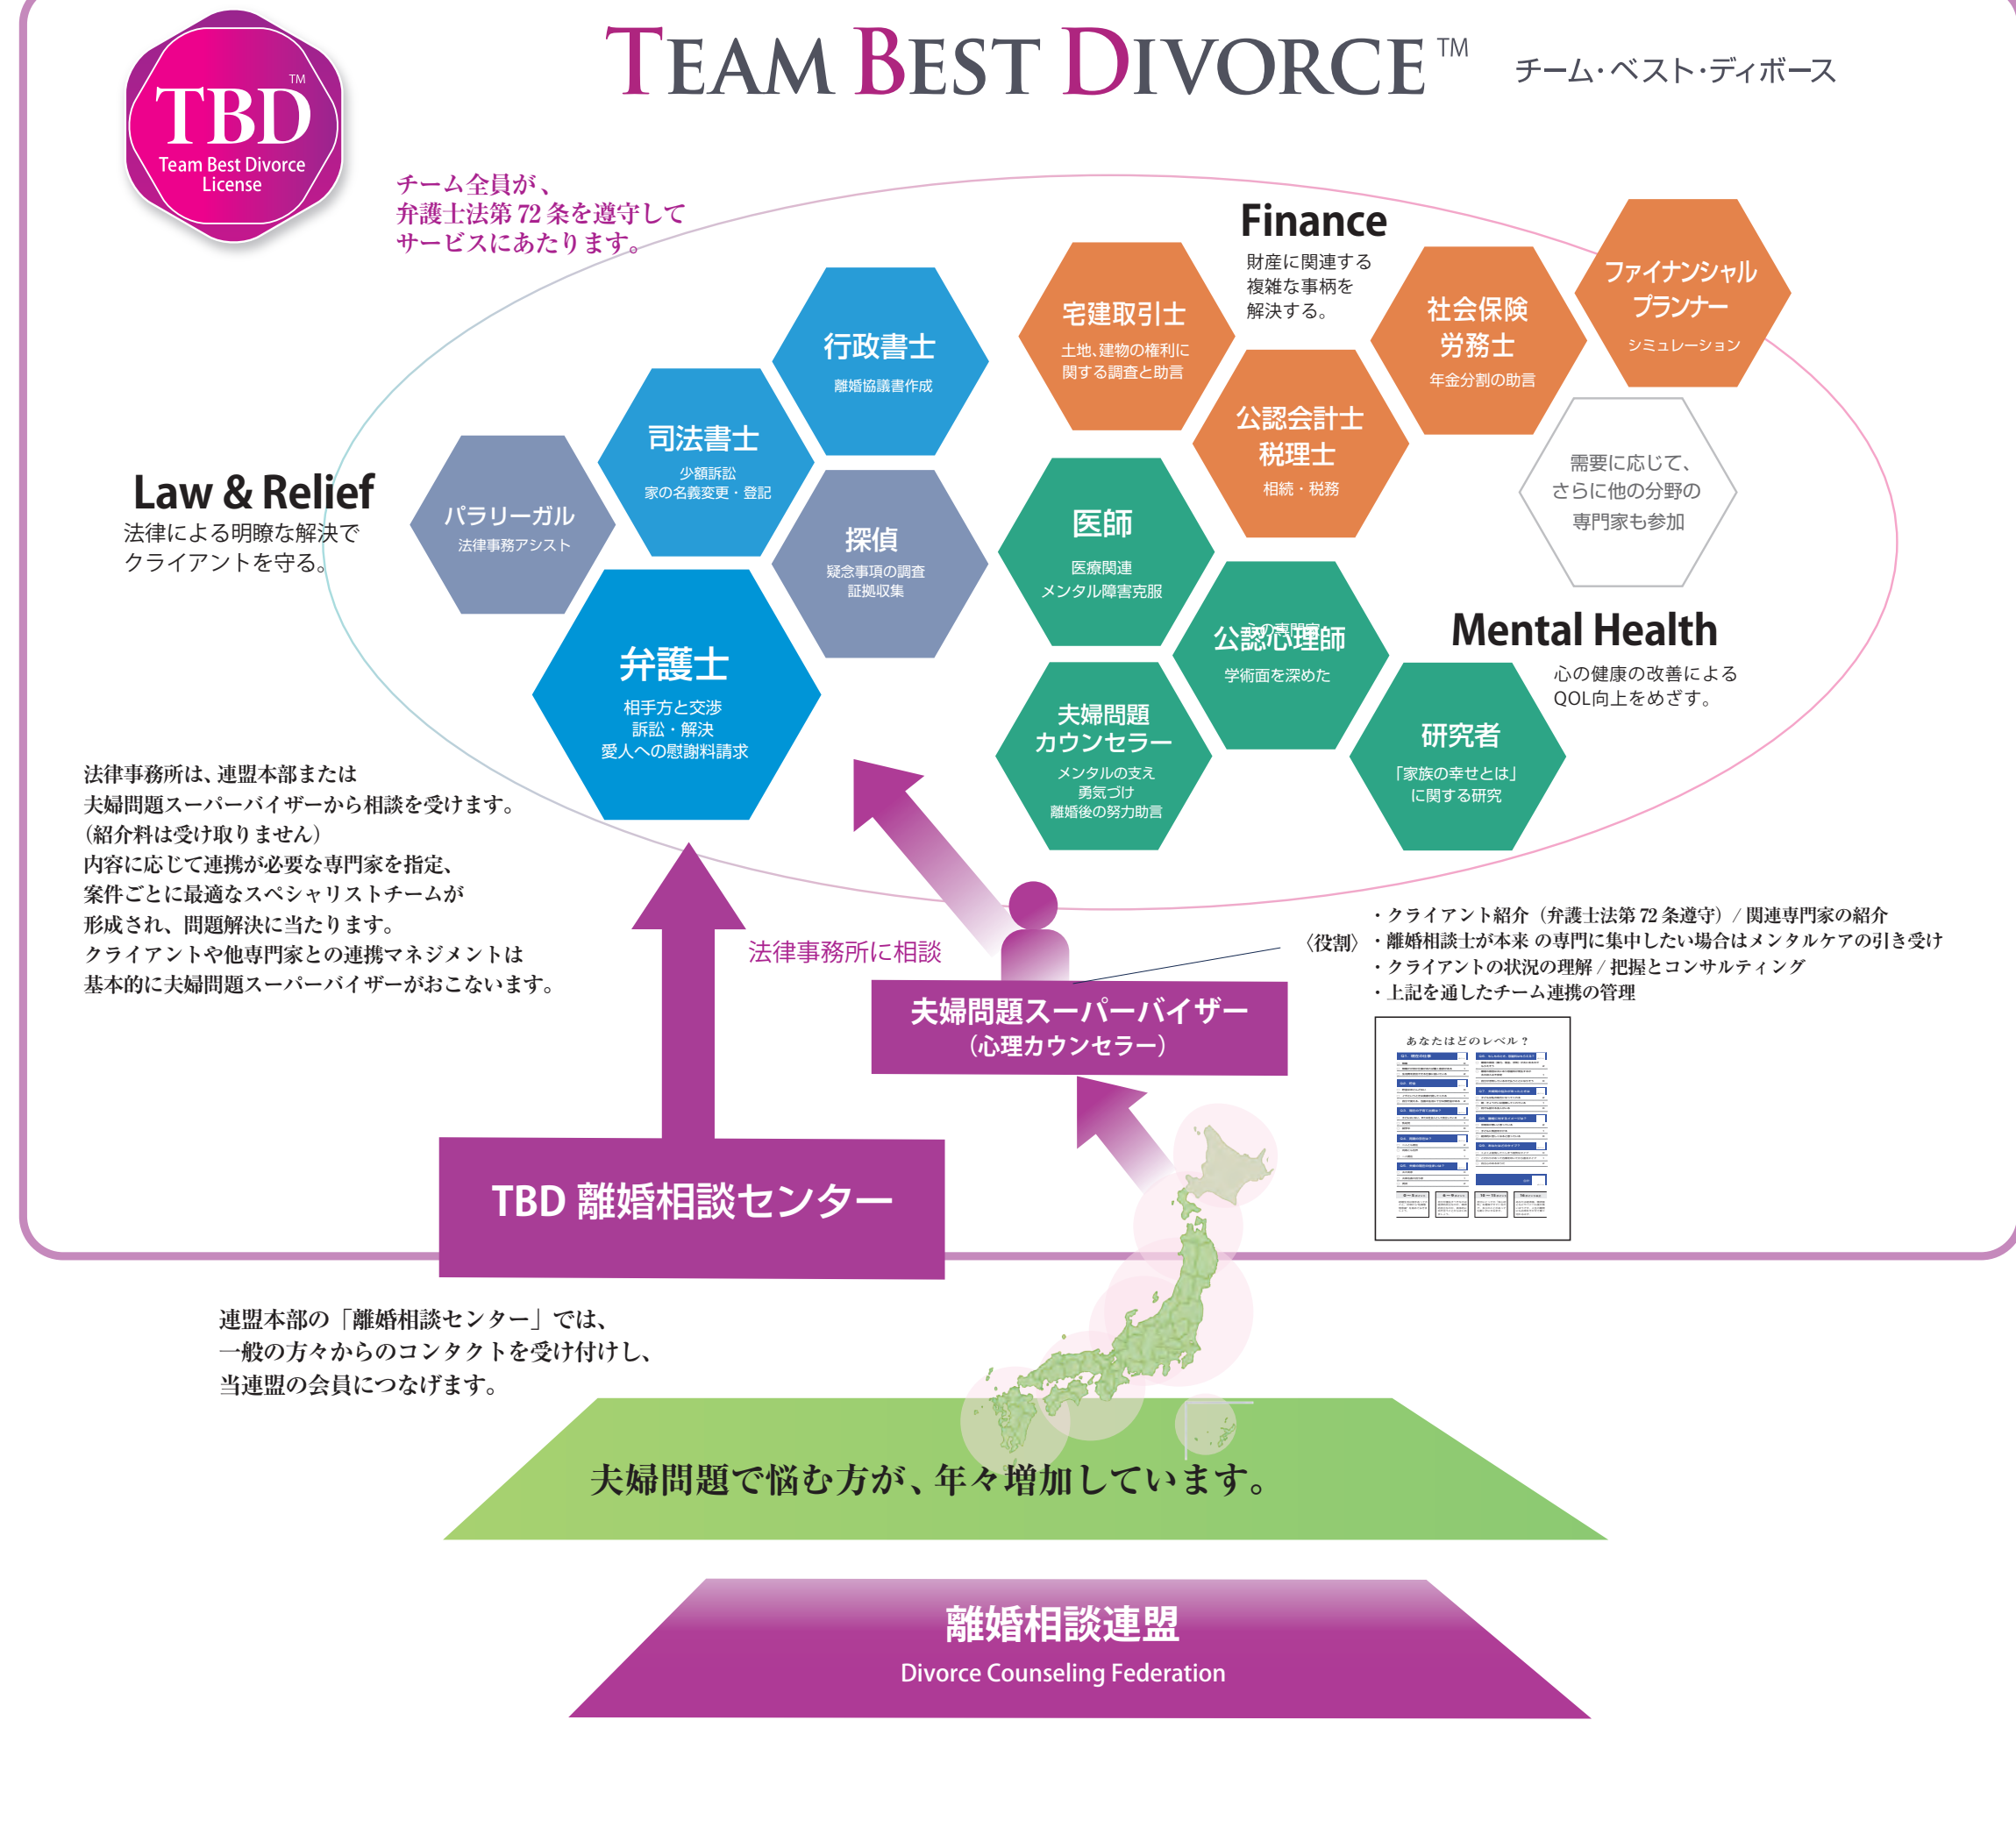 TEAM BEST DIVORCE™
チーム・ベスト・ディボース
TBD™
Team Best Divorce
License
チーム全員が、
弁護士法第72条を遵守して
サービスにあたります。
Finance
財産に関連する
複雑な事柄を
解決する。
Law & Relief
法律による明瞭な解決で
クライアントを守る。
行政書士
離婚協議書作成
司法書士
少額訴訟
家の名義変更・登記
パラリーガル
法律事務アシスト
探偵
疑念事項の調査
証拠収集
弁護士
相手方と交渉
訴訟・解決
愛人への慰謝料請求
宅建取引士
土地、建物の権利に
関する調査と助言
公認会計士
税理士
相続・税務
社会保険
労務士
年金分割の助言
ファイナンシャル
プランナー
シミュレーション
需要に応じて、
さらに他の分野の
専門家も参加
医師
医療関連
メンタル障害克服
公認心理師
心の専門家
学術面を深めた
夫婦問題
カウンセラー
メンタルの支え
勇気づけ
離婚後の努力助言
研究者
「家族の幸せとは」
に関する研究
Mental Health
心の健康の改善による
QOL向上をめざす。
法律事務所は、連盟本部または
夫婦問題スーパーバイザーから相談を受けます。
（紹介料は受け取りません）
内容に応じて連携が必要な専門家を指定、
案件ごとに最適なスペシャリストチームが
形成され、問題解決に当たります。
クライアントや他専門家との連携マネジメントは
基本的に夫婦問題スーパーバイザーがおこないます。
法律事務所に相談
夫婦問題スーパーバイザー
（心理カウンセラー）
〈役割〉
・クライアント紹介（弁護士法第72条遵守）/ 関連専門家の紹介
・離婚相談士が本来 の専門に集中したい場合はメンタルケアの引き受け
・クライアントの状況の理解 / 把握とコンサルティング
・上記を通したチーム連携の管理
あなたはどのレベル？
TBD 離婚相談センター
連盟本部の「離婚相談センター」では、
一般の方々からのコンタクトを受け付けし、
当連盟の会員につなげます。
夫婦問題で悩む方が、年々増加しています。
離婚相談連盟
Divorce Counseling Federation